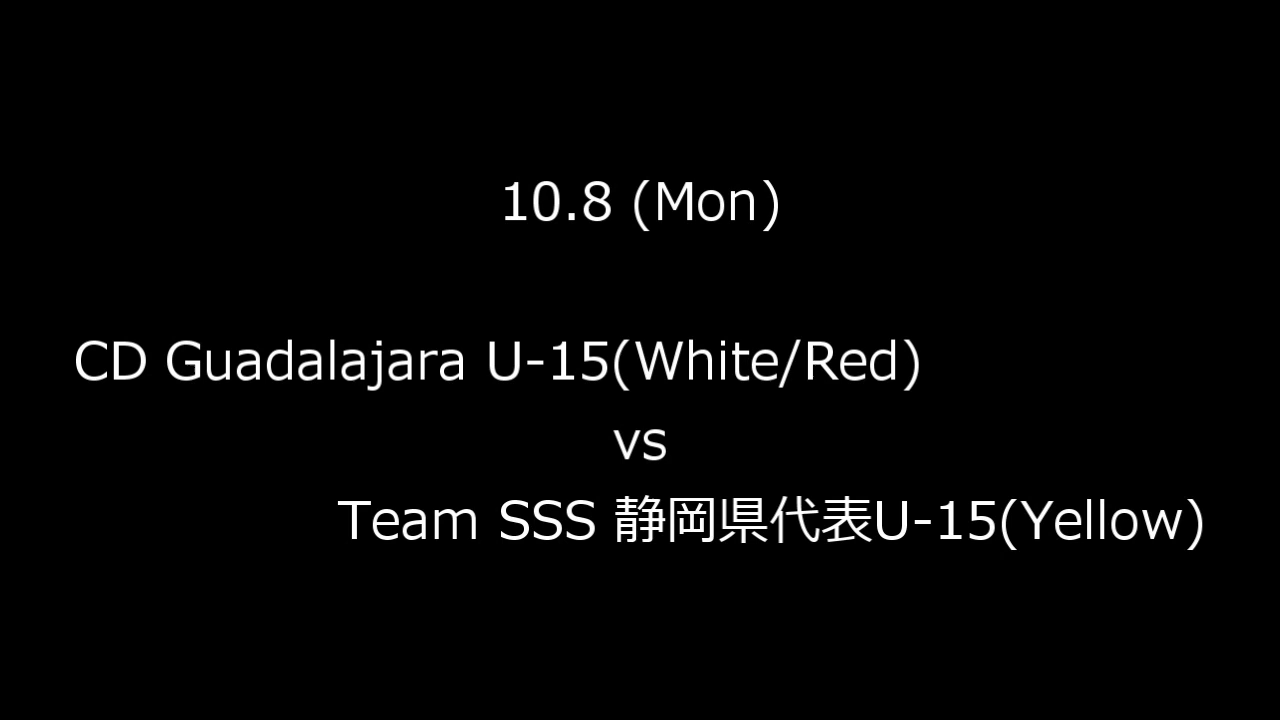 10.8 (Mon)
CD Guadalajara U-15(White/Red)
vs
Team SSS 静岡県代表U-15(Yellow)